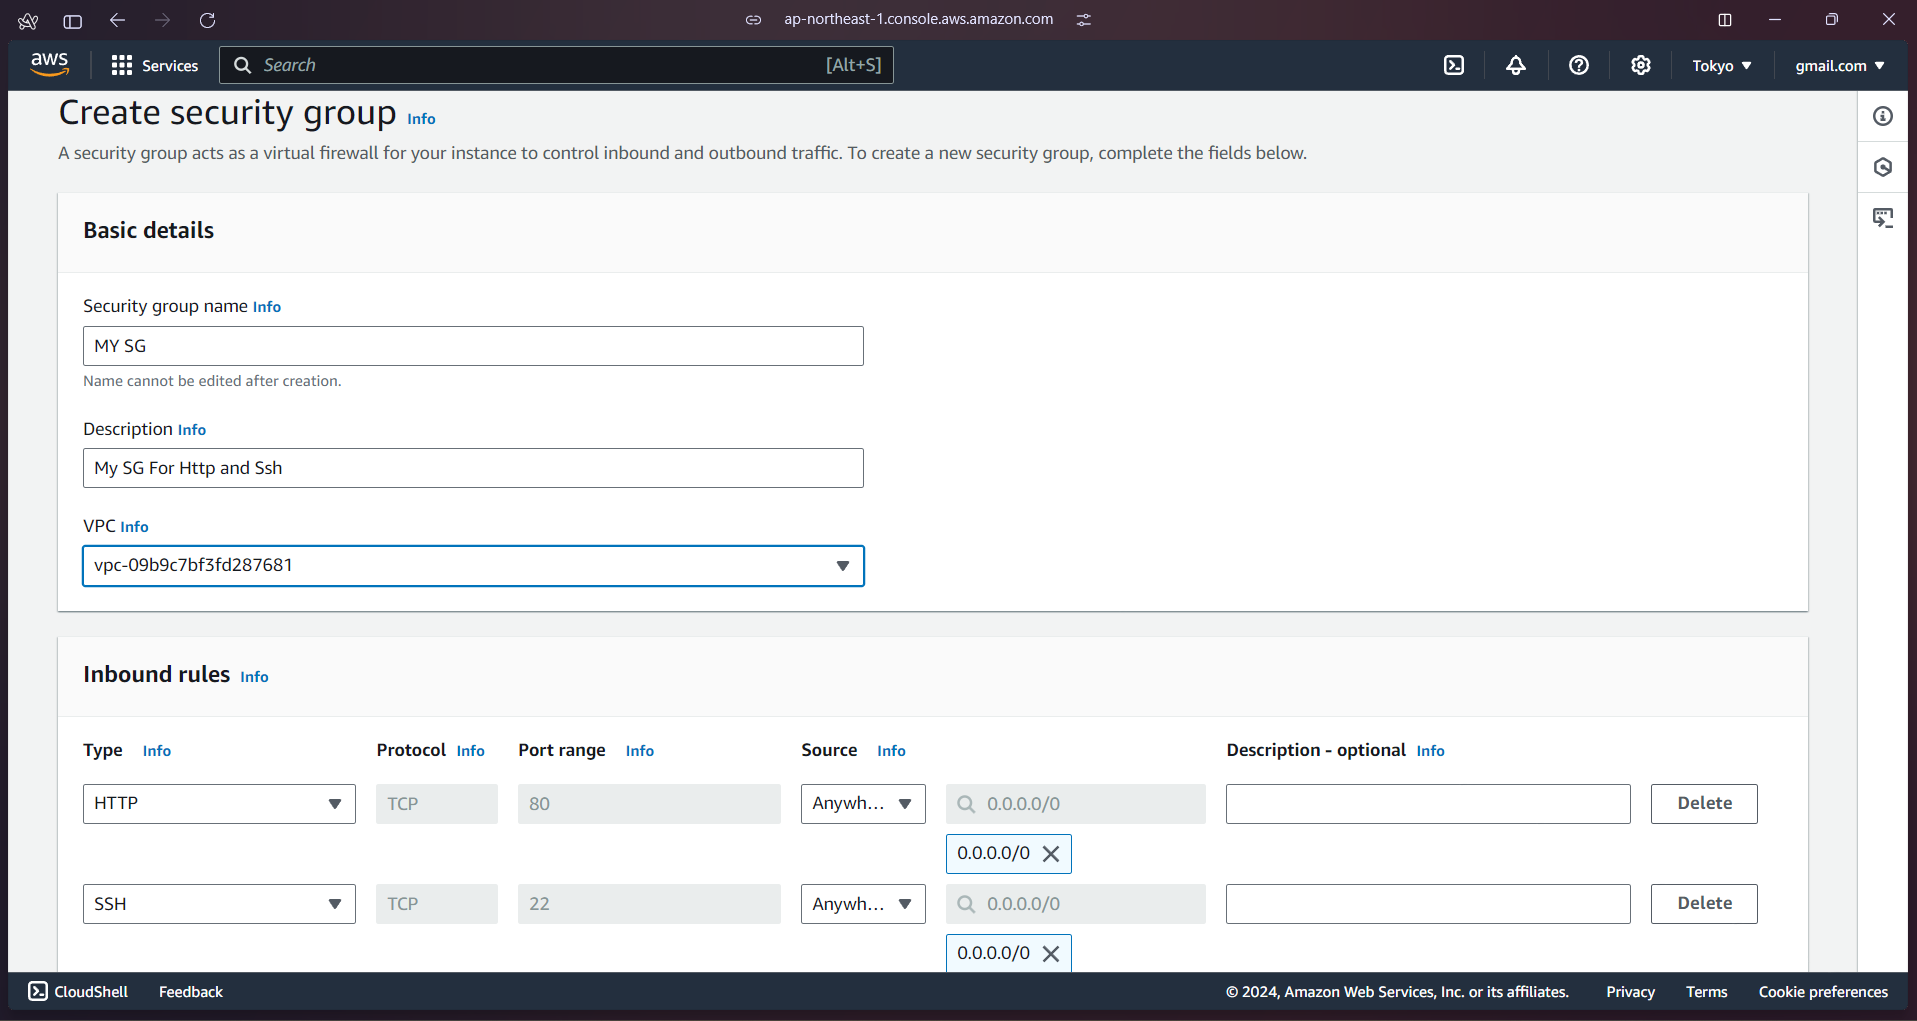 ap-northeast-1.console.aws.amazon.com
aws Services Search [Alt+S] Tokyo gmail.com
Create security group Info
A security group acts as a virtual firewall for your instance to control inbound and outbound traffic. To create a new security group, complete the fields below.
Basic details
Security group name Info
MY SG
Name cannot be edited after creation.
Description Info
My SG For Http and Ssh
VPC Info
vpc-09b9c7bf3fd287681
Inbound rules Info
Type Info Protocol Info Port range Info Source Info Description - optional Info
HTTP TCP 80 Anywh... 0.0.0.0/0 Delete
0.0.0.0/0
SSH TCP 22 Anywh... 0.0.0.0/0 Delete
0.0.0.0/0
CloudShell Feedback © 2024, Amazon Web Services, Inc. or its affiliates. Privacy Terms Cookie preferences